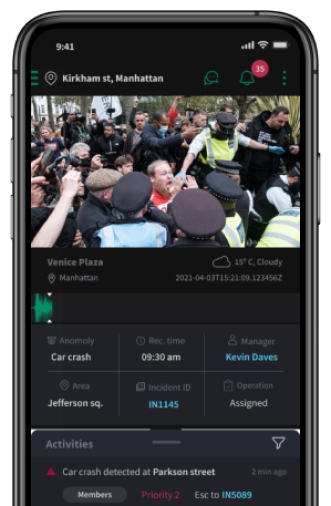 9:41
35
Kirkham st, Manhattan
Venice Plaza 15° C, Cloudy
Manhattan 2021-04-03T15:21:09.123456Z
Anomoly Rec. time Manager
Car crash 09:30 am Kevin Daves
Area Incident ID Operation
Jefferson sq. IN1145 Assigned
Activities
Car crash detected at Parkson street 2 min ago
Members Priority 2 Esc to IN5089